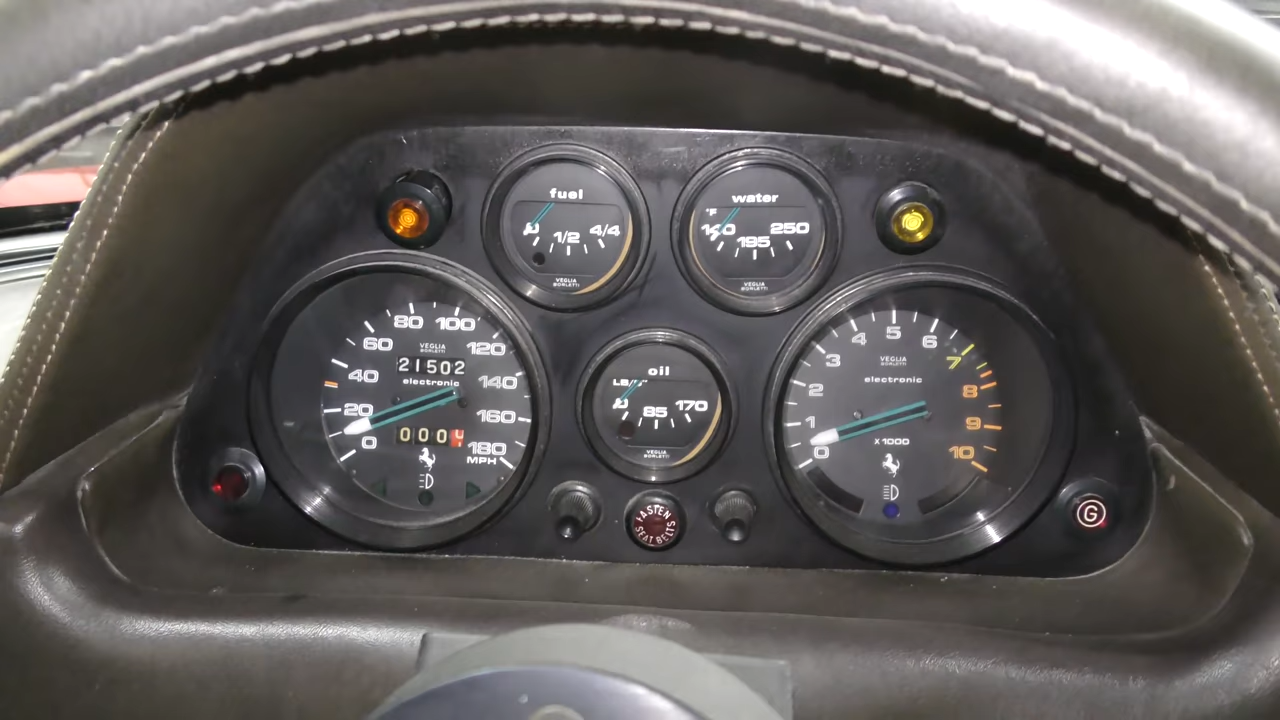 fuel
1/2 4/4
VEGLIA
BORLETTI
water
°F
140 195 250
VEGLIA
BORLETTI
0 20 40 60 80 100 120 140 160 180
MPH
VEGLIA
BORLETTI
21502
electronic
000
oil
85 170
VEGLIA
BORLETTI
0 1 2 3 4 5 6 7 8 9 10
VEGLIA
BORLETTI
electronic
X1000
FASTEN
SEAT BELTS
G